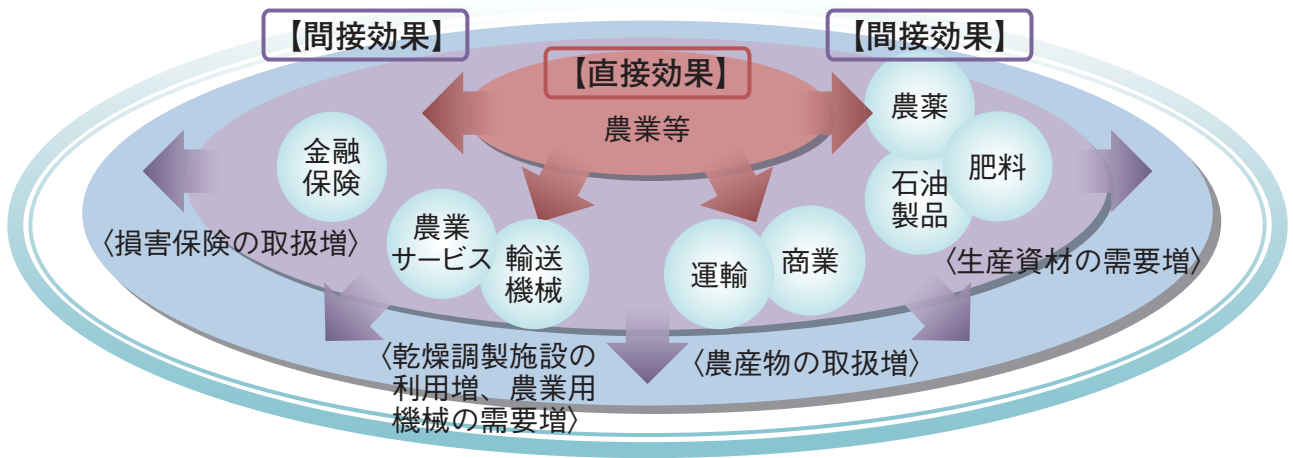 【間接効果】
【直接効果】
【間接効果】
農業等
金融
保険
農業
サービス
輸送
機械
運輸
商業
農薬
肥料
石油
製品
〈損害保険の取扱増〉
〈生産資材の需要増〉
〈乾燥調製施設の
利用増、農業用
機械の需要増〉
〈農産物の取扱増〉